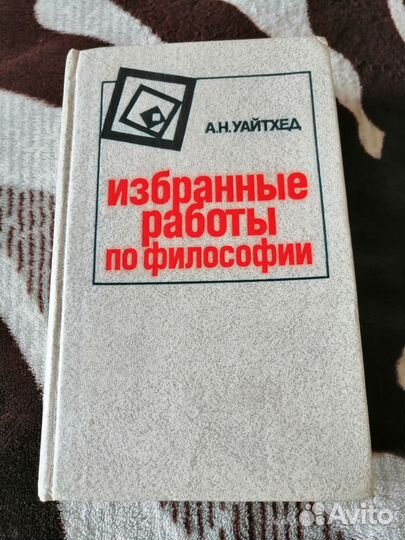 А.Н.УАЙТХЕД
избранные
работы
по философии
Avito